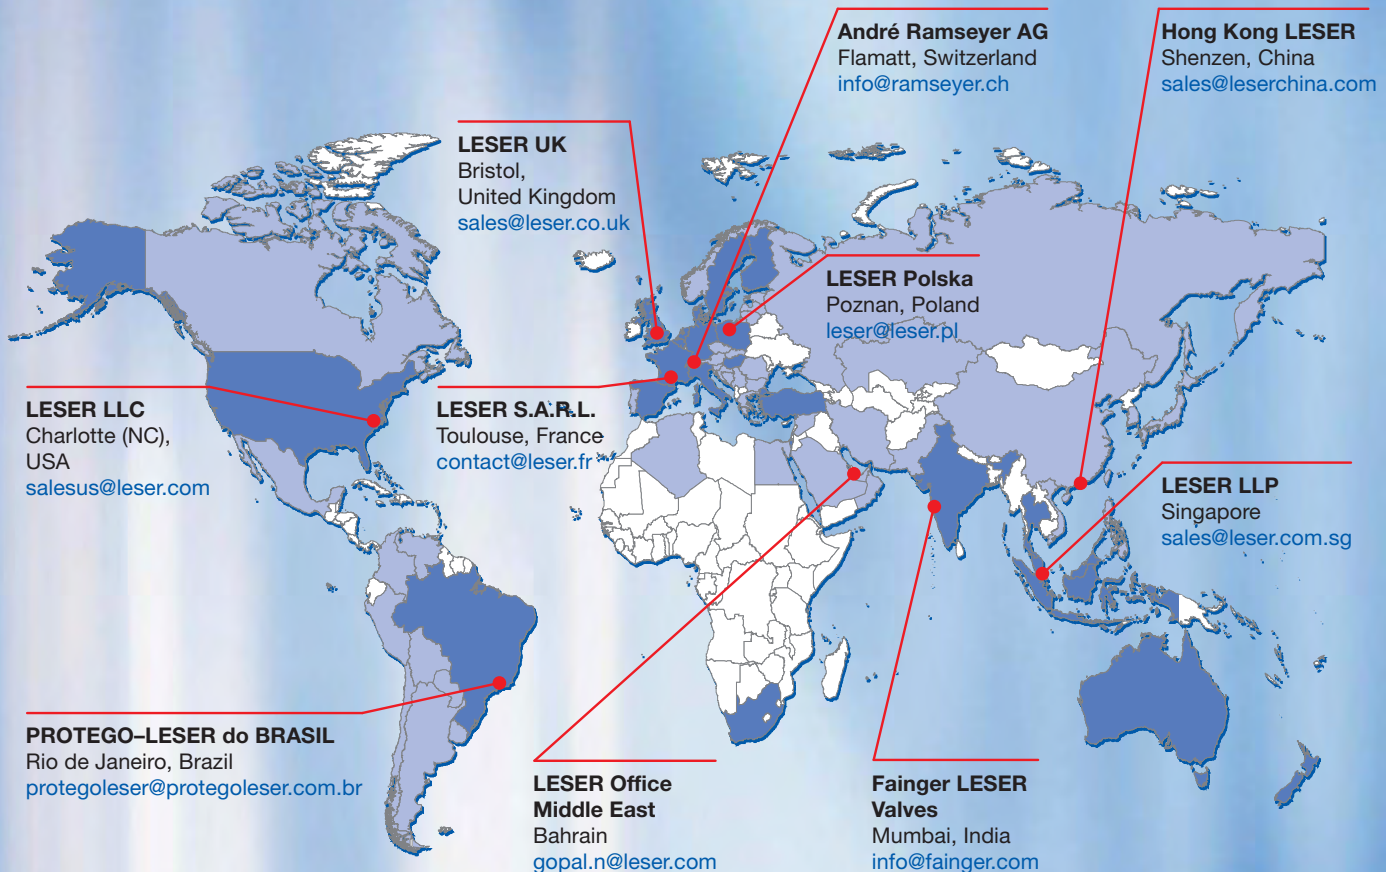 André Ramseyer AG
Flamatt, Switzerland
info@ramseyer.ch
Hong Kong LESER
Shenzen, China
sales@leserchina.com
LESER UK
Bristol,
United Kingdom
sales@leser.co.uk
LESER Polska
Poznan, Poland
leser@leser.pl
LESER LLC
Charlotte (NC),
USA
salesus@leser.com
LESER S.A.R.L.
Toulouse, France
contact@leser.fr
LESER LLP
Singapore
sales@leser.com.sg
PROTEGO–LESER do BRASIL
Rio de Janeiro, Brazil
protegoleser@protegoleser.com.br
LESER Office
Middle East
Bahrain
gopal.n@leser.com
Fainger LESER
Valves
Mumbai, India
info@fainger.com